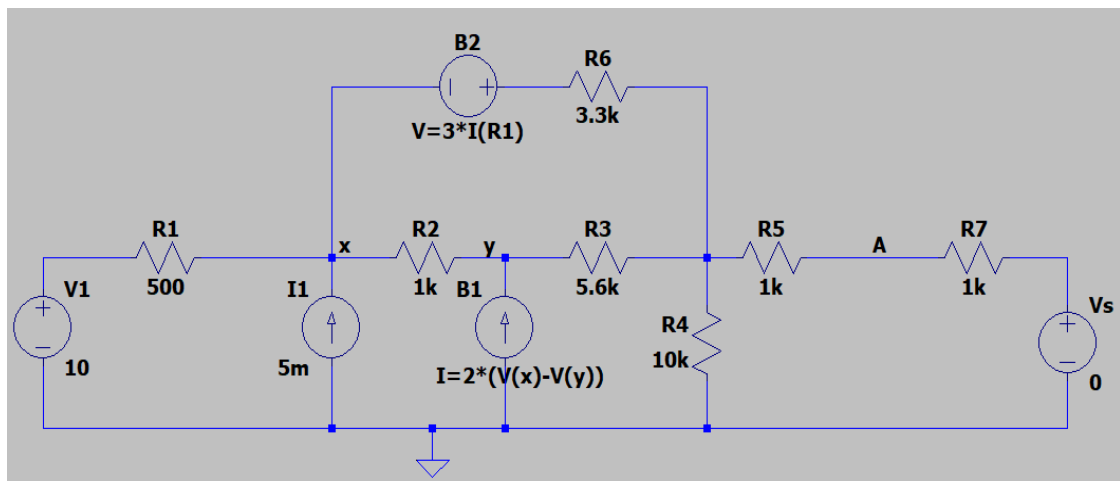 B2
R6
V=3*I(R1)
3.3k
R1
x
R2
y
R3
R5
A
R7
500
1k
5.6k
1k
1k
V1
I1
B1
R4
Vs
10
5m
I=2*(V(x)-V(y))
10k
0